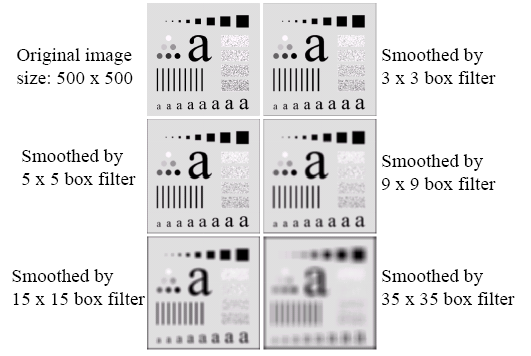 Original image
size: 500 x 500
a
a a a a a a a a a
Smoothed by
3 x 3 box filter
a
a a a a a a a a a
Smoothed by
5 x 5 box filter
a
a a a a a a a a a
Smoothed by
9 x 9 box filter
a
a a a a a a a a a
Smoothed by
15 x 15 box filter
a
a a a a a a a a a
Smoothed by
35 x 35 box filter
a